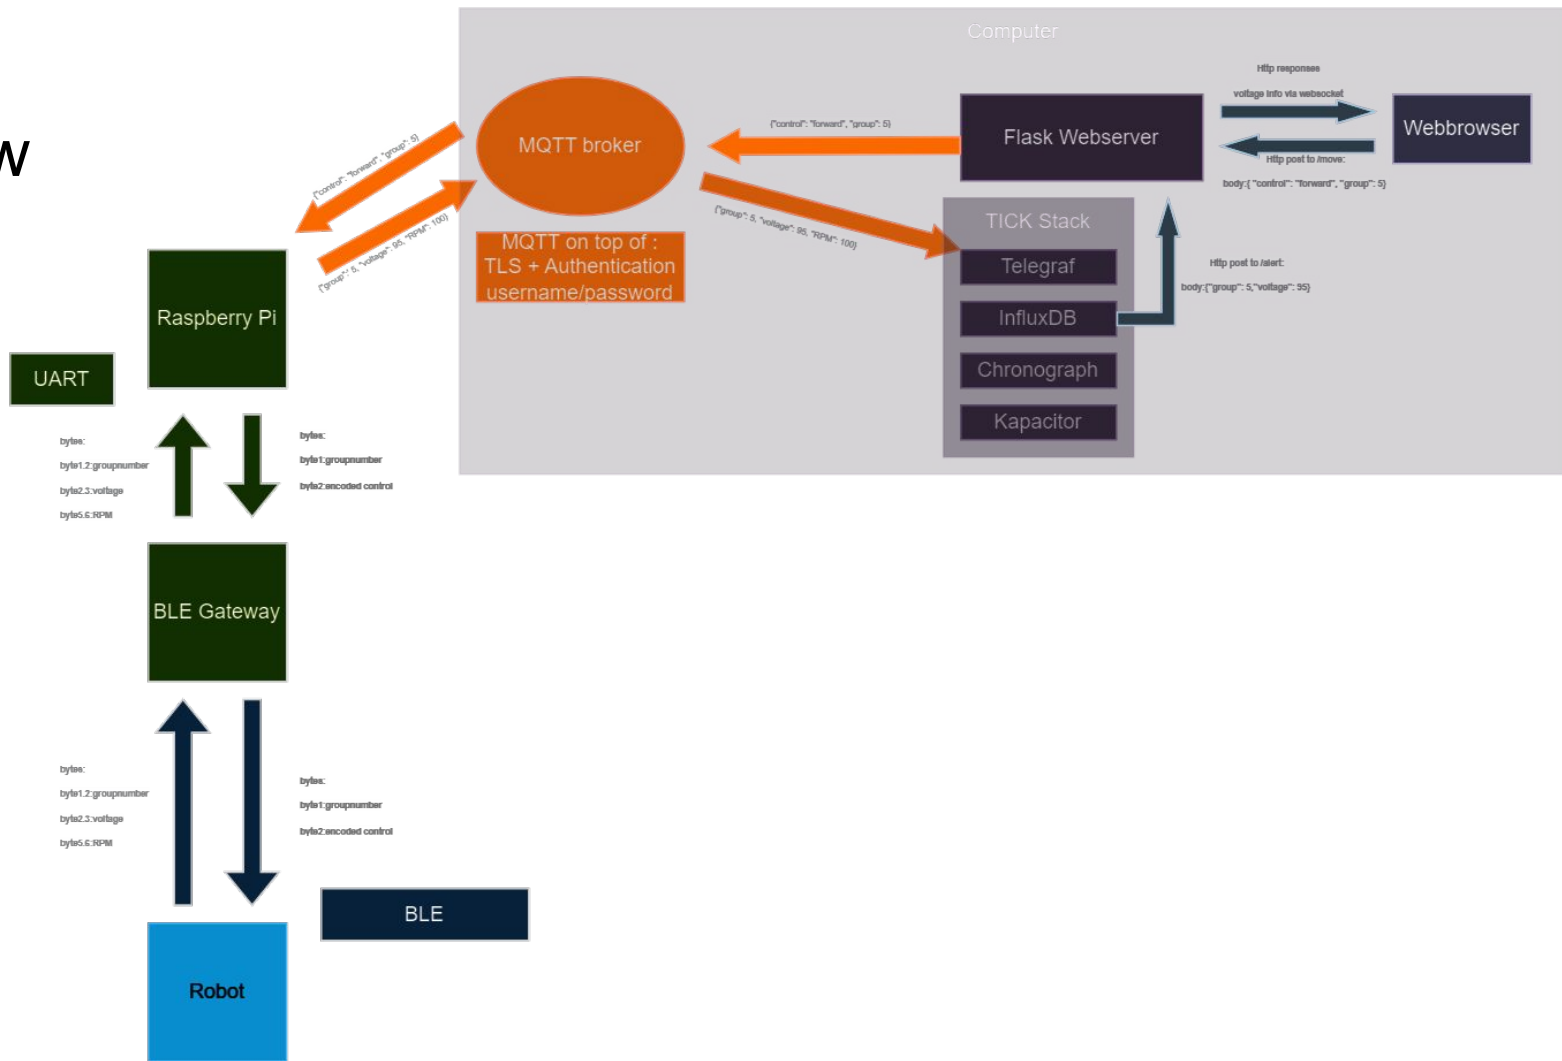 w
Computer
Http responses
voltage info via websocket
MQTT broker
{"control": "forward", "group": 5}
Flask Webserver
Webbrowser
{"control": "forward", "group": 5}
Http post to /move:
body:{ "control": "forward", "group": 5}
{"group": 5, "voltage": 95, "RPM": 100}
{"group": 5, "voltage": 95, "RPM": 100}
MQTT on top of :
TLS + Authentication
username/password
TICK Stack
Telegraf
InfluxDB
Chronograph
Kapacitor
Http post to /alert:
body:{"group": 5,"voltage": 95}
Raspberry Pi
UART
bytes:
byte1.2:groupnumber
byte2.3:voltage
byte5.6:RPM
bytes:
byte1:groupnumber
byte2:encoded control
BLE Gateway
bytes:
byte1.2:groupnumber
byte2.3:voltage
byte5.6:RPM
bytes:
byte1:groupnumber
byte2:encoded control
BLE
Robot